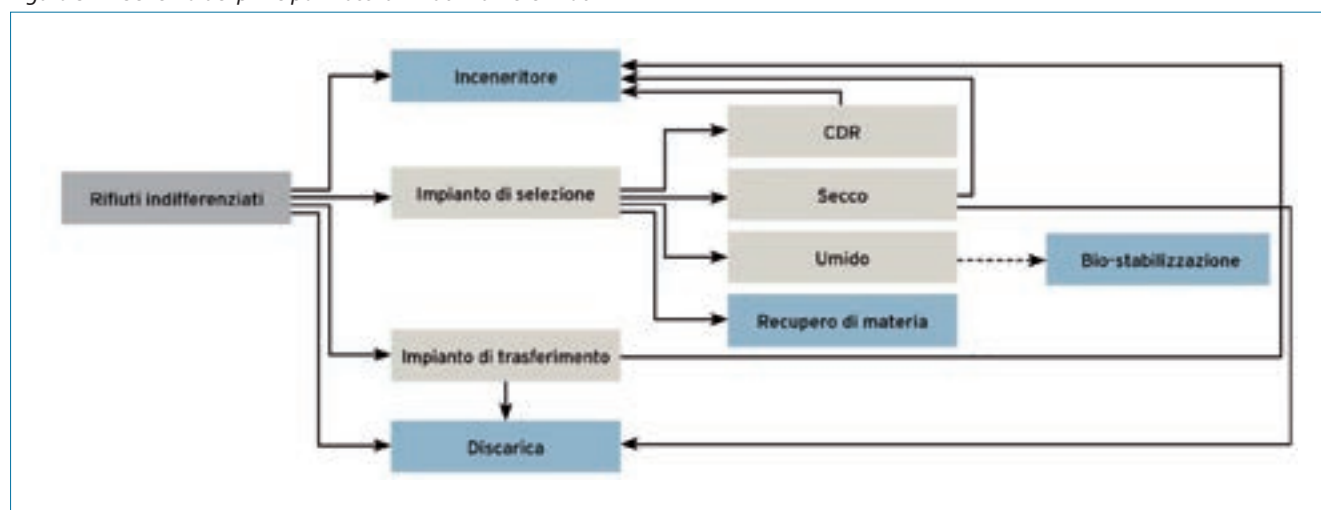 Inceneritore
CDR
Rifiuti indifferenziati
Impianto di selezione
Secco
Umido
Bio-stabilizzazione
Recupero di materia
Impianto di trasferimento
Discarica